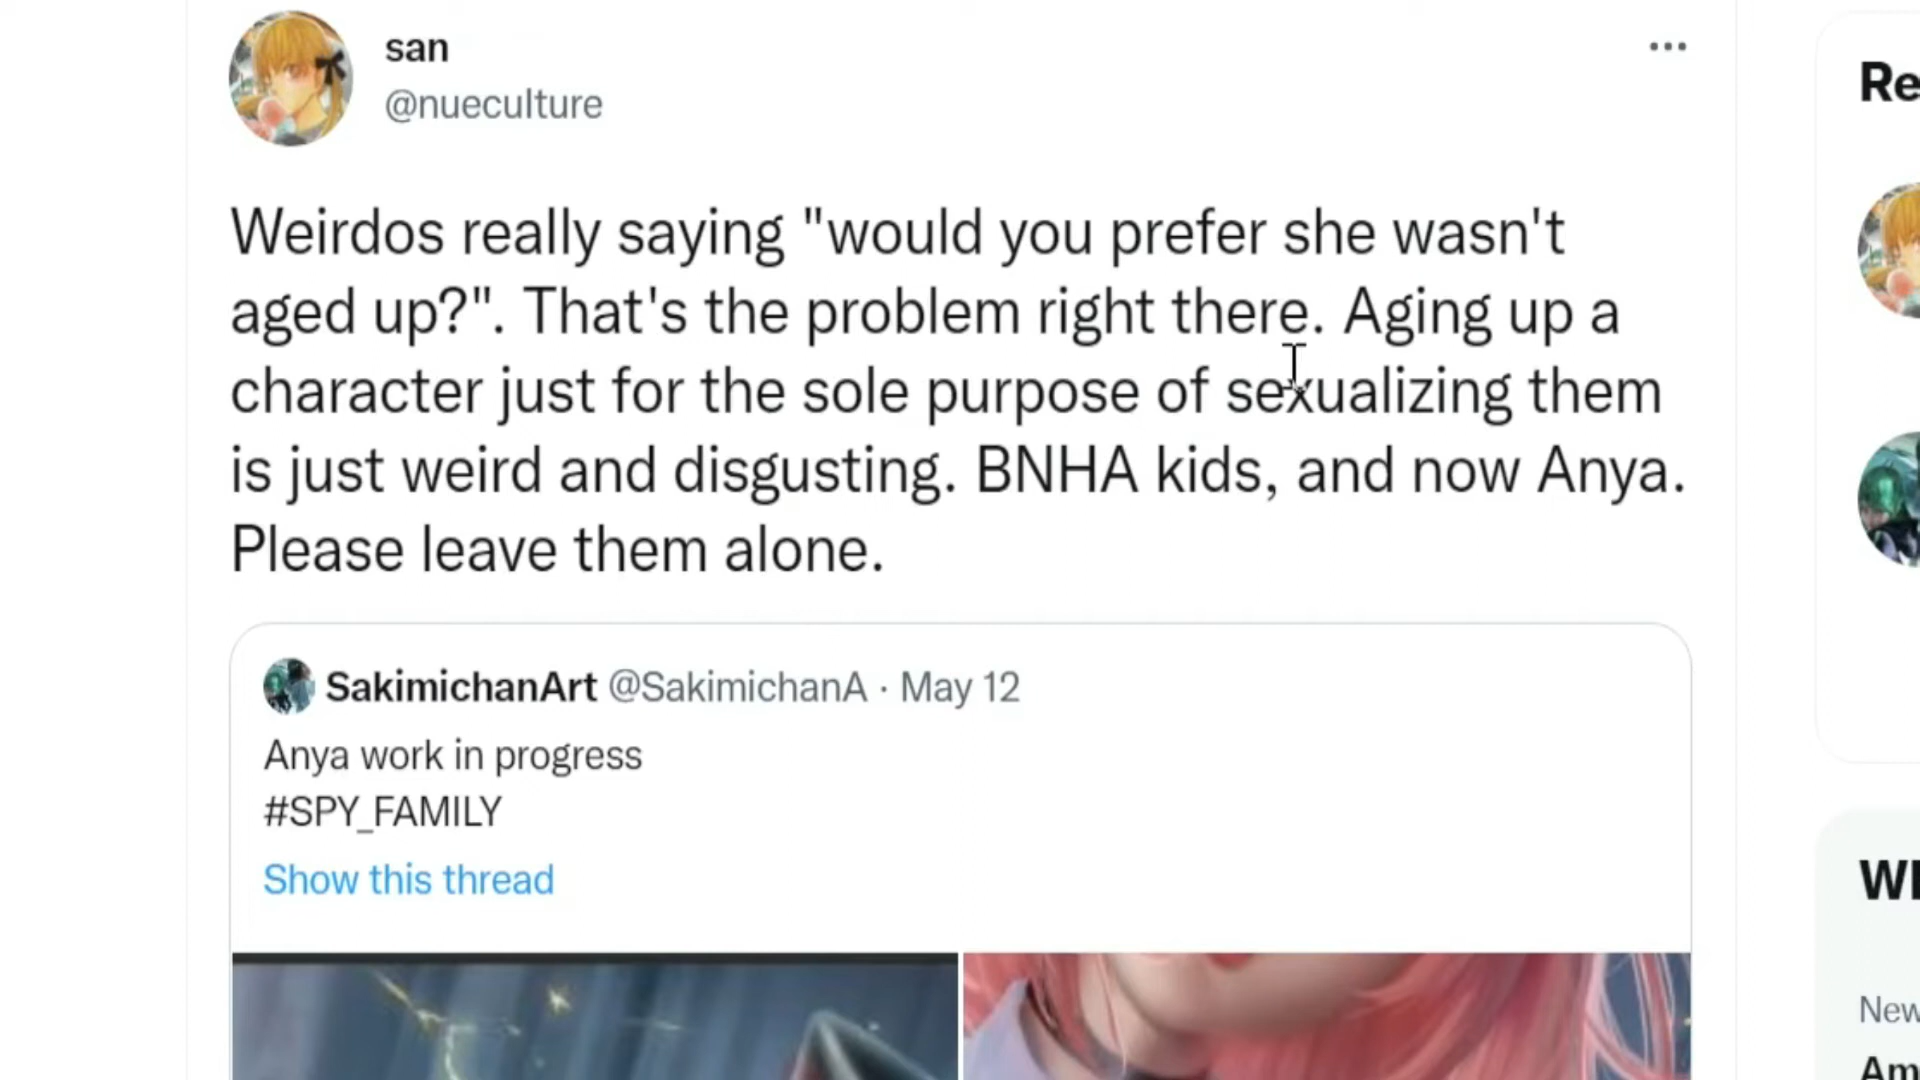 san
@nueculture
Re
Weirdos really saying "would you prefer she wasn't
aged up?". That's the problem right there. Aging up a
character just for the sole purpose of sexualizing them
is just weird and disgusting. BNHA kids, and now Anya.
Please leave them alone.
SakimichanArt @SakimichanA · May 12
Anya work in progress
#SPY_FAMILY
Show this thread
New
Am